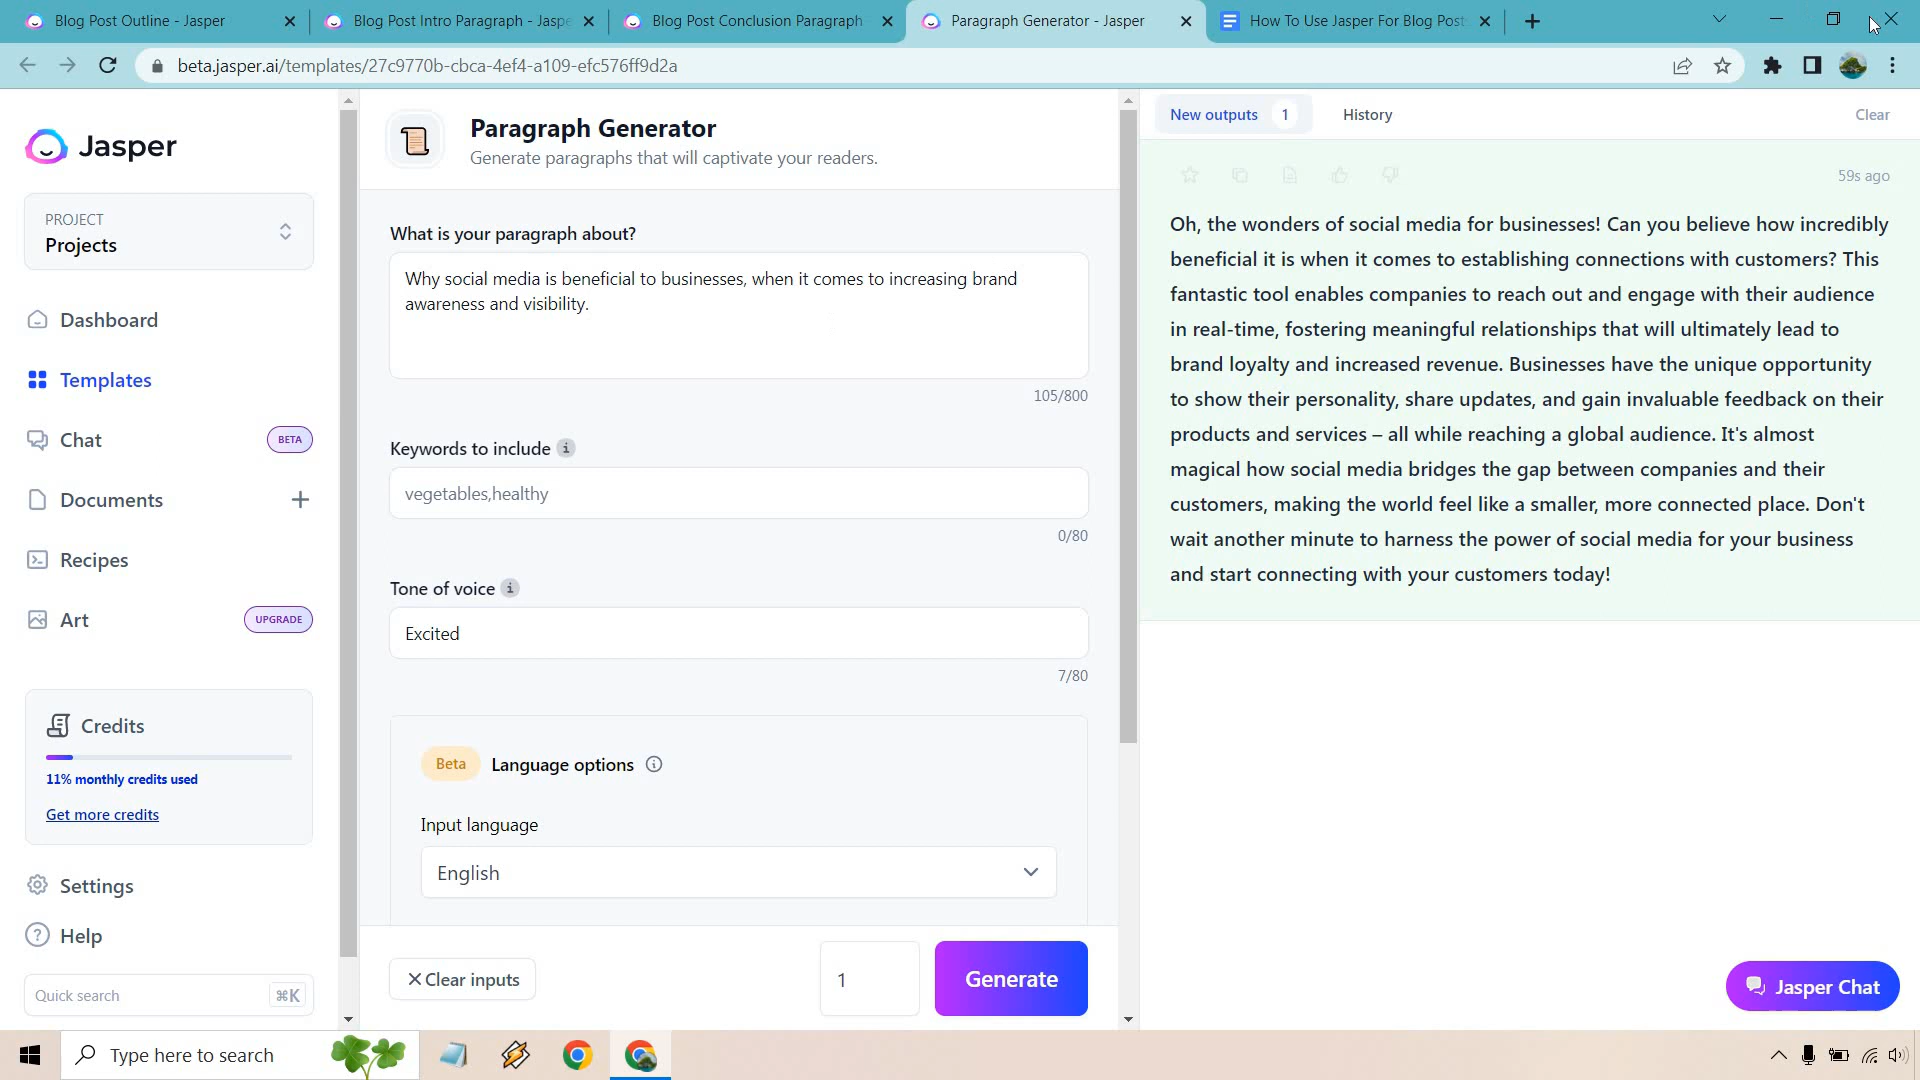 Blog Post Outline - Jasper
Blog Post Intro Paragraph - Jaspe
Blog Post Conclusion Paragraph
Paragraph Generator - Jasper
How To Use Jasper For Blog Post
beta.jasper.ai/templates/27c9770b-cbca-4ef4-a109-efc576ff9d2a
Jasper
PROJECT
Projects
Dashboard
Templates
Chat
BETA
Documents
Recipes
Art
UPGRADE
Credits
11% monthly credits used
Get more credits
Settings
Help
Quick search
⌘K
Paragraph Generator
Generate paragraphs that will captivate your readers.
What is your paragraph about?
Why social media is beneficial to businesses, when it comes to increasing brand
awareness and visibility.
105/800
Keywords to include
vegetables,healthy
0/80
Tone of voice
Excited
7/80
Beta
Language options
Input language
English
Clear inputs
1
Generate
New outputs
1
History
Clear
59s ago
Oh, the wonders of social media for businesses! Can you believe how incredibly
beneficial it is when it comes to establishing connections with customers? This
fantastic tool enables companies to reach out and engage with their audience
in real-time, fostering meaningful relationships that will ultimately lead to
brand loyalty and increased revenue. Businesses have the unique opportunity
to show their personality, share updates, and gain invaluable feedback on their
products and services – all while reaching a global audience. It's almost
magical how social media bridges the gap between companies and their
customers, making the world feel like a smaller, more connected place. Don't
wait another minute to harness the power of social media for your business
and start connecting with your customers today!
Jasper Chat
Type here to search